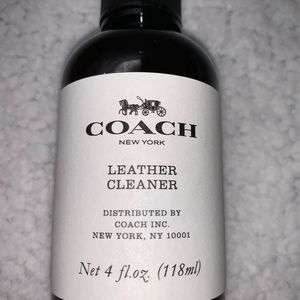 COACH
NEW YORK
LEATHER
CLEANER
DISTRIBUTED BY
COACH INC.
NEW YORK, NY 10001
Net 4 fl.oz. (118ml)